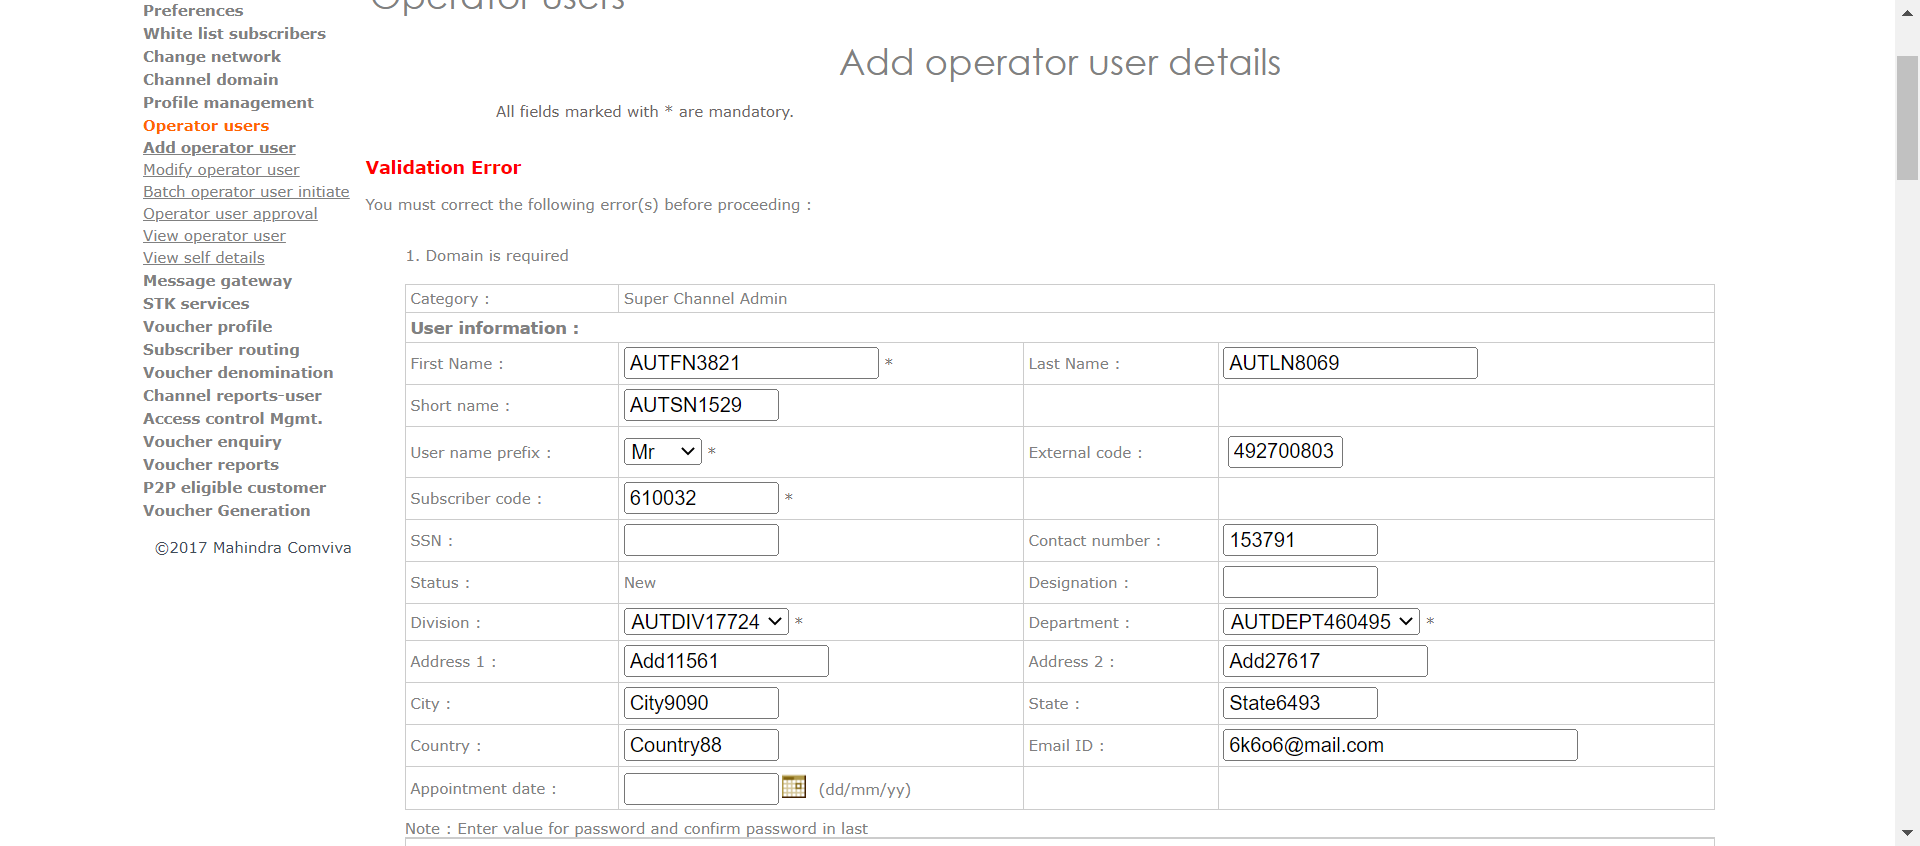 Preferences
White list subscribers
Change network
Channel domain
Profile management
Operator users
Add operator user
Modify operator user
Batch operator user initiate
Operator user approval
View operator user
View self details
Message gateway
STK services
Voucher profile
Subscriber routing
Voucher denomination
Channel reports-user
Access control Mgmt.
Voucher enquiry
Voucher reports
P2P eligible customer
Voucher Generation
©2017 Mahindra Comviva
Operator users
Add operator user details
All fields marked with * are mandatory.
Validation Error
You must correct the following error(s) before proceeding :
1. Domain is required
Category : Super Channel Admin
User information :
First Name : AUTFN3821 * Last Name : AUTLN8069
Short name : AUTSN1529
User name prefix : Mr * External code : 492700803
Subscriber code : 610032 *
SSN : Contact number : 153791
Status : New Designation :
Division : AUTDIV17724 * Department : AUTDEPT460495 *
Address 1 : Add11561 Address 2 : Add27617
City : City9090 State : State6493
Country : Country88 Email ID : 6k6o6@mail.com
Appointment date : (dd/mm/yy)
Note : Enter value for password and confirm password in last